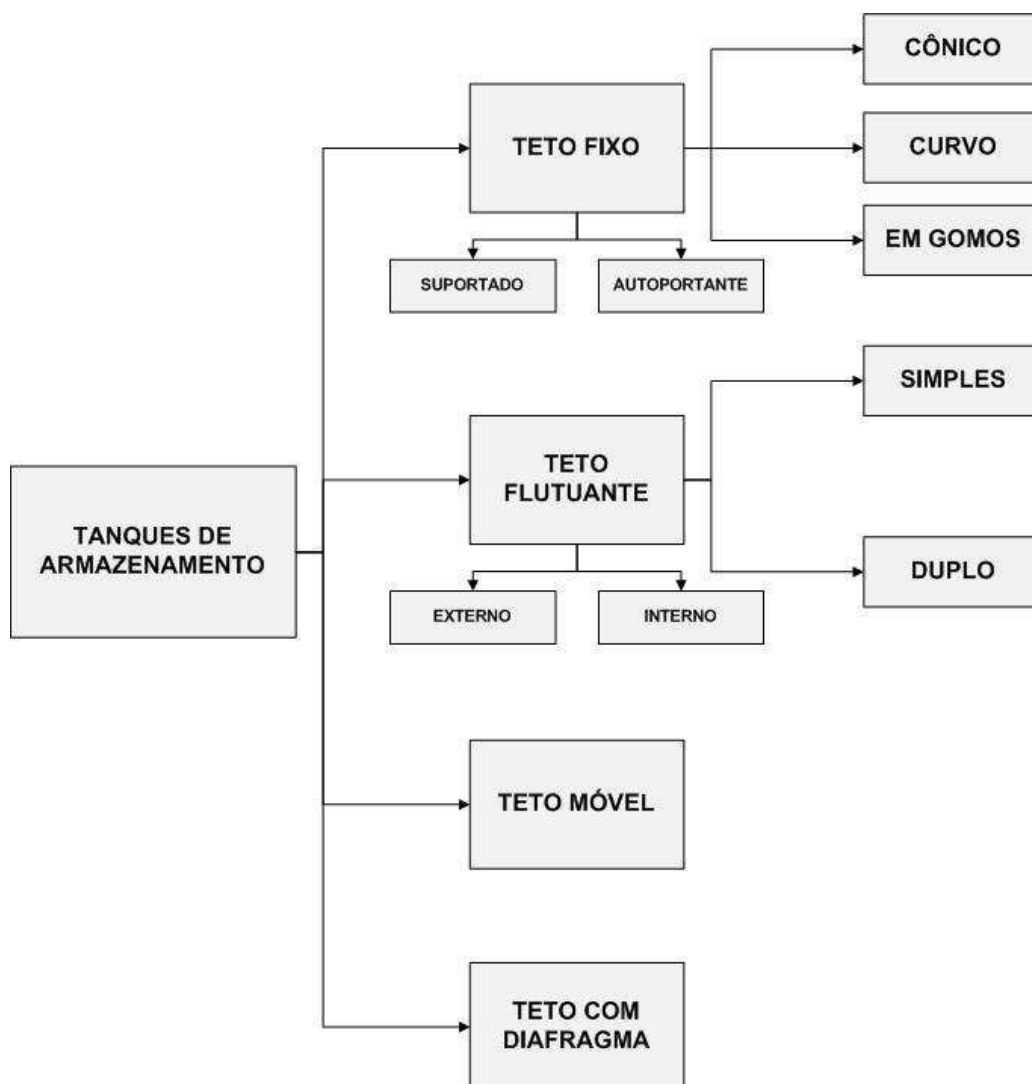 CÔNICO
TETO FIXO
CURVO
EM GOMOS
SUPORTADO
AUTOPORTANTE
SIMPLES
TETO
FLUTUANTE
TANQUES DE
ARMAZENAMENTO
DUPLO
EXTERNO
INTERNO
TETO MÓVEL
TETO COM
DIAFRAGMA